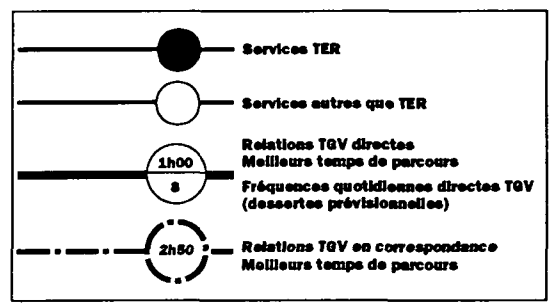 Services TER
Services autres que TER
Relations TGV directes
1h00
Meilleurs temps de parcours
8
Fréquences quotidiennes directes TGV
(dessertes prévisionnelles)
2h50
Relations TGV en correspondance
Meilleurs temps de parcours